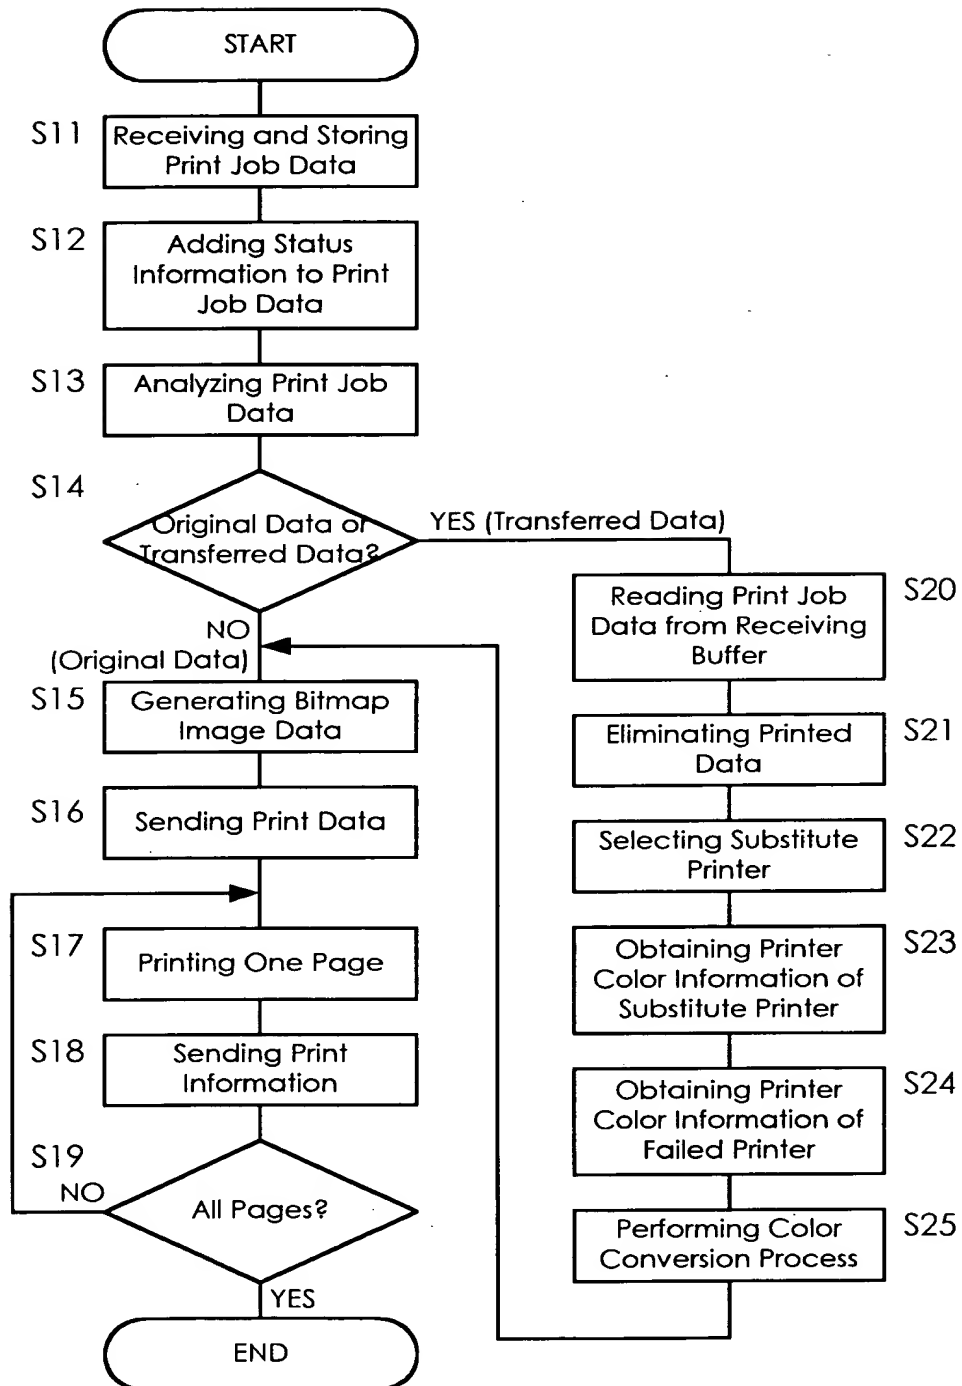 START
S11
Receiving and Storing
Print Job Data
S12
Adding Status
Information to Print
Job Data
S13
Analyzing Print Job
Data
S14
Original Data or
Transferred Data?
YES (Transferred Data)
NO
(Original Data)
S15
Generating Bitmap
Image Data
S16
Sending Print Data
S17
Printing One Page
S18
Sending Print
Information
S19
NO
All Pages?
YES
END
Reading Print Job
Data from Receiving
Buffer
S20
Eliminating Printed
Data
S21
Selecting Substitute
Printer
S22
Obtaining Printer
Color Information of
Substitute Printer
S23
Obtaining Printer
Color Information of
Failed Printer
S24
Performing Color
Conversion Process
S25